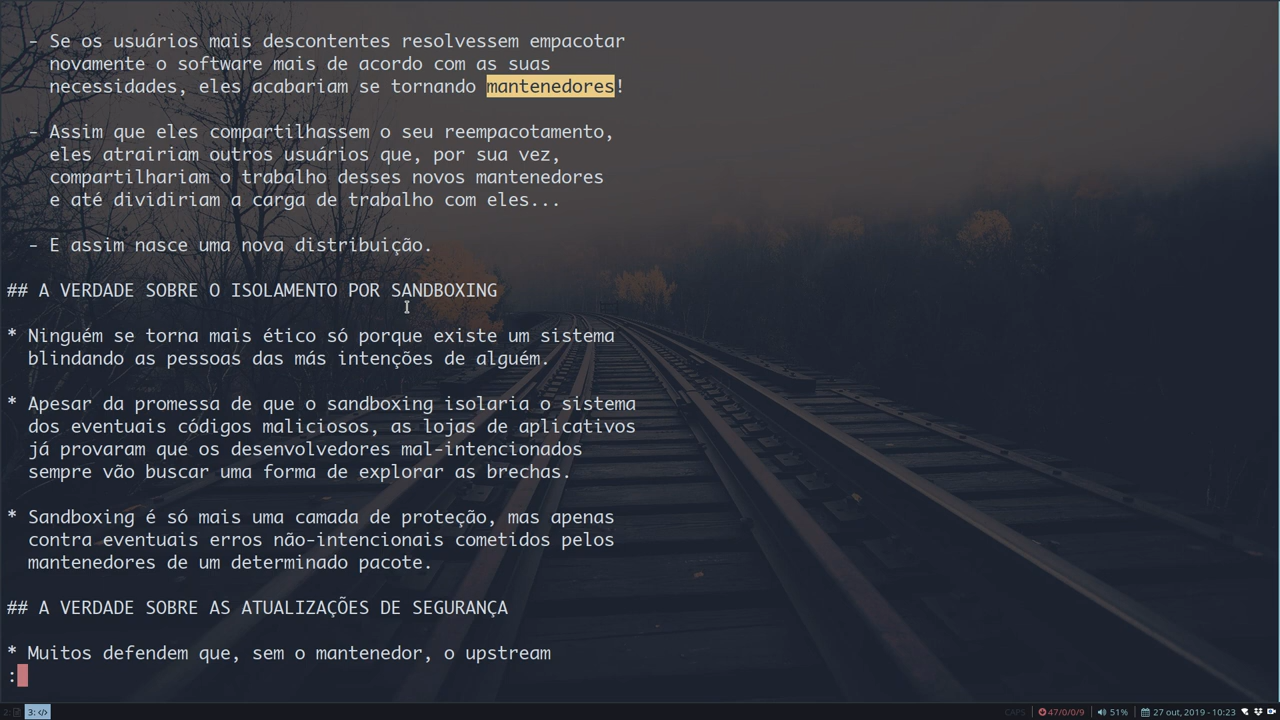 - Se os usuários mais descontentes resolvessem empacotar
novamente o software mais de acordo com as suas
necessidades, eles acabariam se tornando mantenedores!
- Assim que eles compartilhassem o seu reempacotamento,
eles atrairiam outros usuários que, por sua vez,
compartilhariam o trabalho desses novos mantenedores
e até dividiriam a carga de trabalho com eles...
- E assim nasce uma nova distribuição.
## A VERDADE SOBRE O ISOLAMENTO POR SANDBOXING
* Ninguém se torna mais ético só porque existe um sistema
blindando as pessoas das más intenções de alguém.
* Apesar da promessa de que o sandboxing isolaria o sistema
dos eventuais códigos maliciosos, as lojas de aplicativos
já provaram que os desenvolvedores mal-intencionados
sempre vão buscar uma forma de explorar as brechas.
* Sandboxing é só mais uma camada de proteção, mas apenas
contra eventuais erros não-intencionais cometidos pelos
mantenedores de um determinado pacote.
## A VERDADE SOBRE AS ATUALIZAÇÕES DE SEGURANÇA
* Muitos defendem que, sem o mantenedor, o upstream
:
2: 3: </> CAPS 47/0/0/9 51% 27 out, 2019 - 10:23